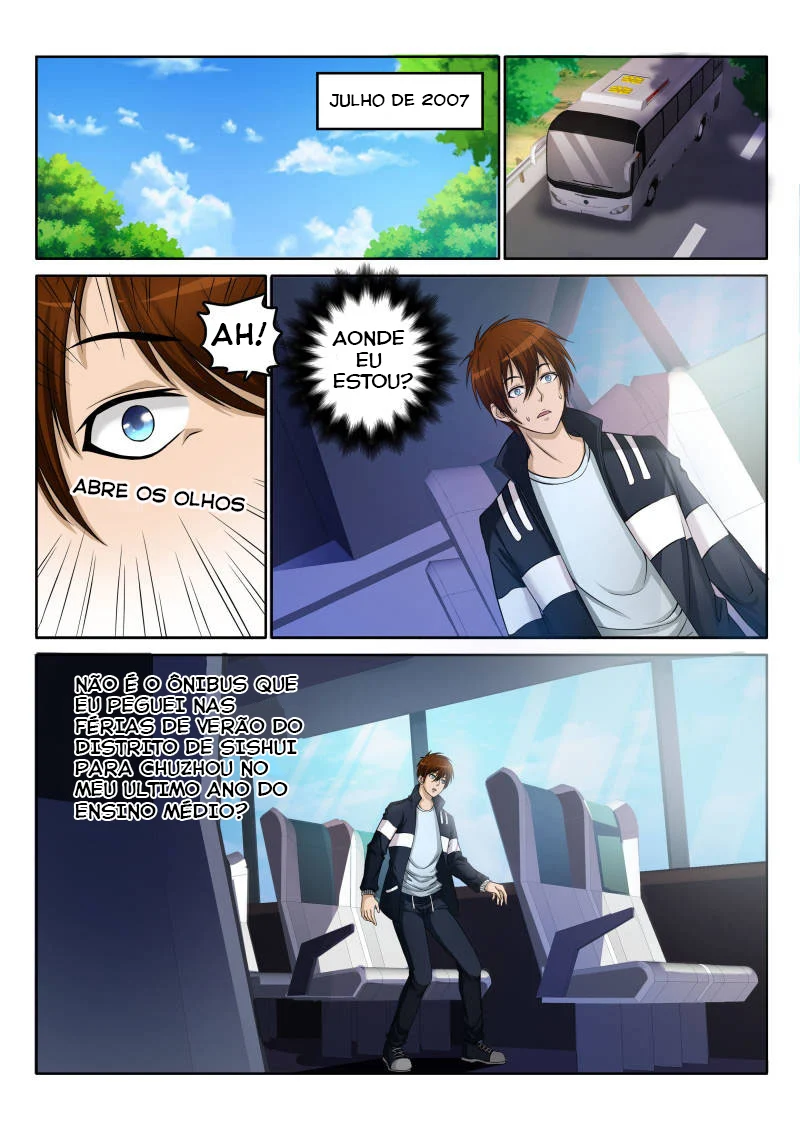 JULHO DE 2007
AH!
ABRE OS OLHOS
AONDE
EU
ESTOU?
NÃO É O ÔNIBUS QUE
EU PEGUEI NAS
FÉRIAS DE VERÃO DO
DISTRITO DE SISHUI
PARA CHUZHOU NO
MEU ULTIMO ANO DO
ENSINO MÉDIO?